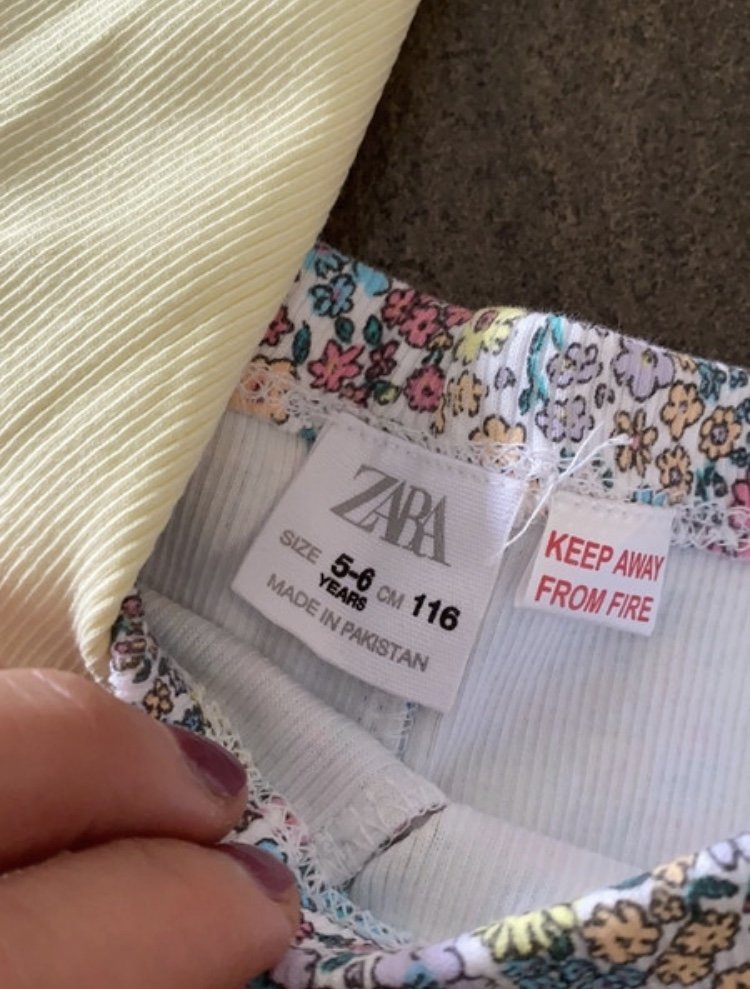 ZARA
SIZE 5-6 CM 116
YEARS
MADE IN PAKISTAN
KEEP AWAY
FROM FIRE